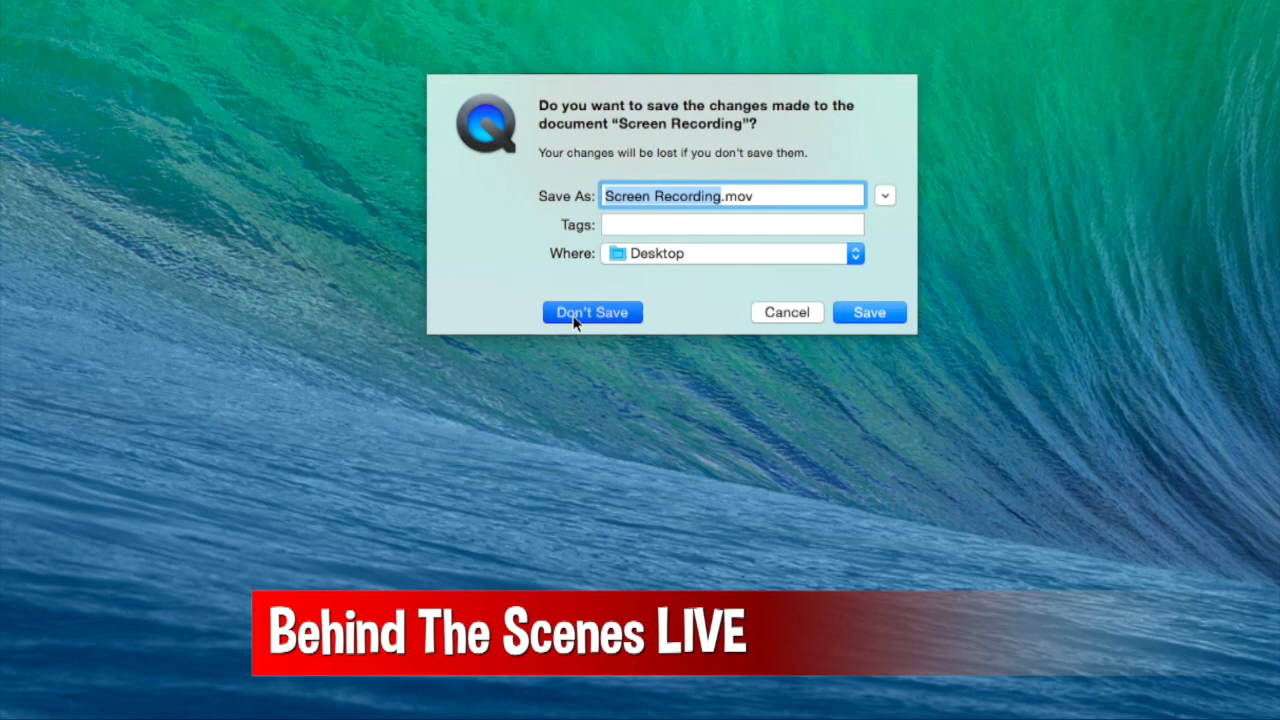 Do you want to save the changes made to the
document “Screen Recording”?
Your changes will be lost if you don’t save them.
Save As: Screen Recording.mov
Tags:
Where: Desktop
Don’t Save Cancel Save
Behind The Scenes LIVE